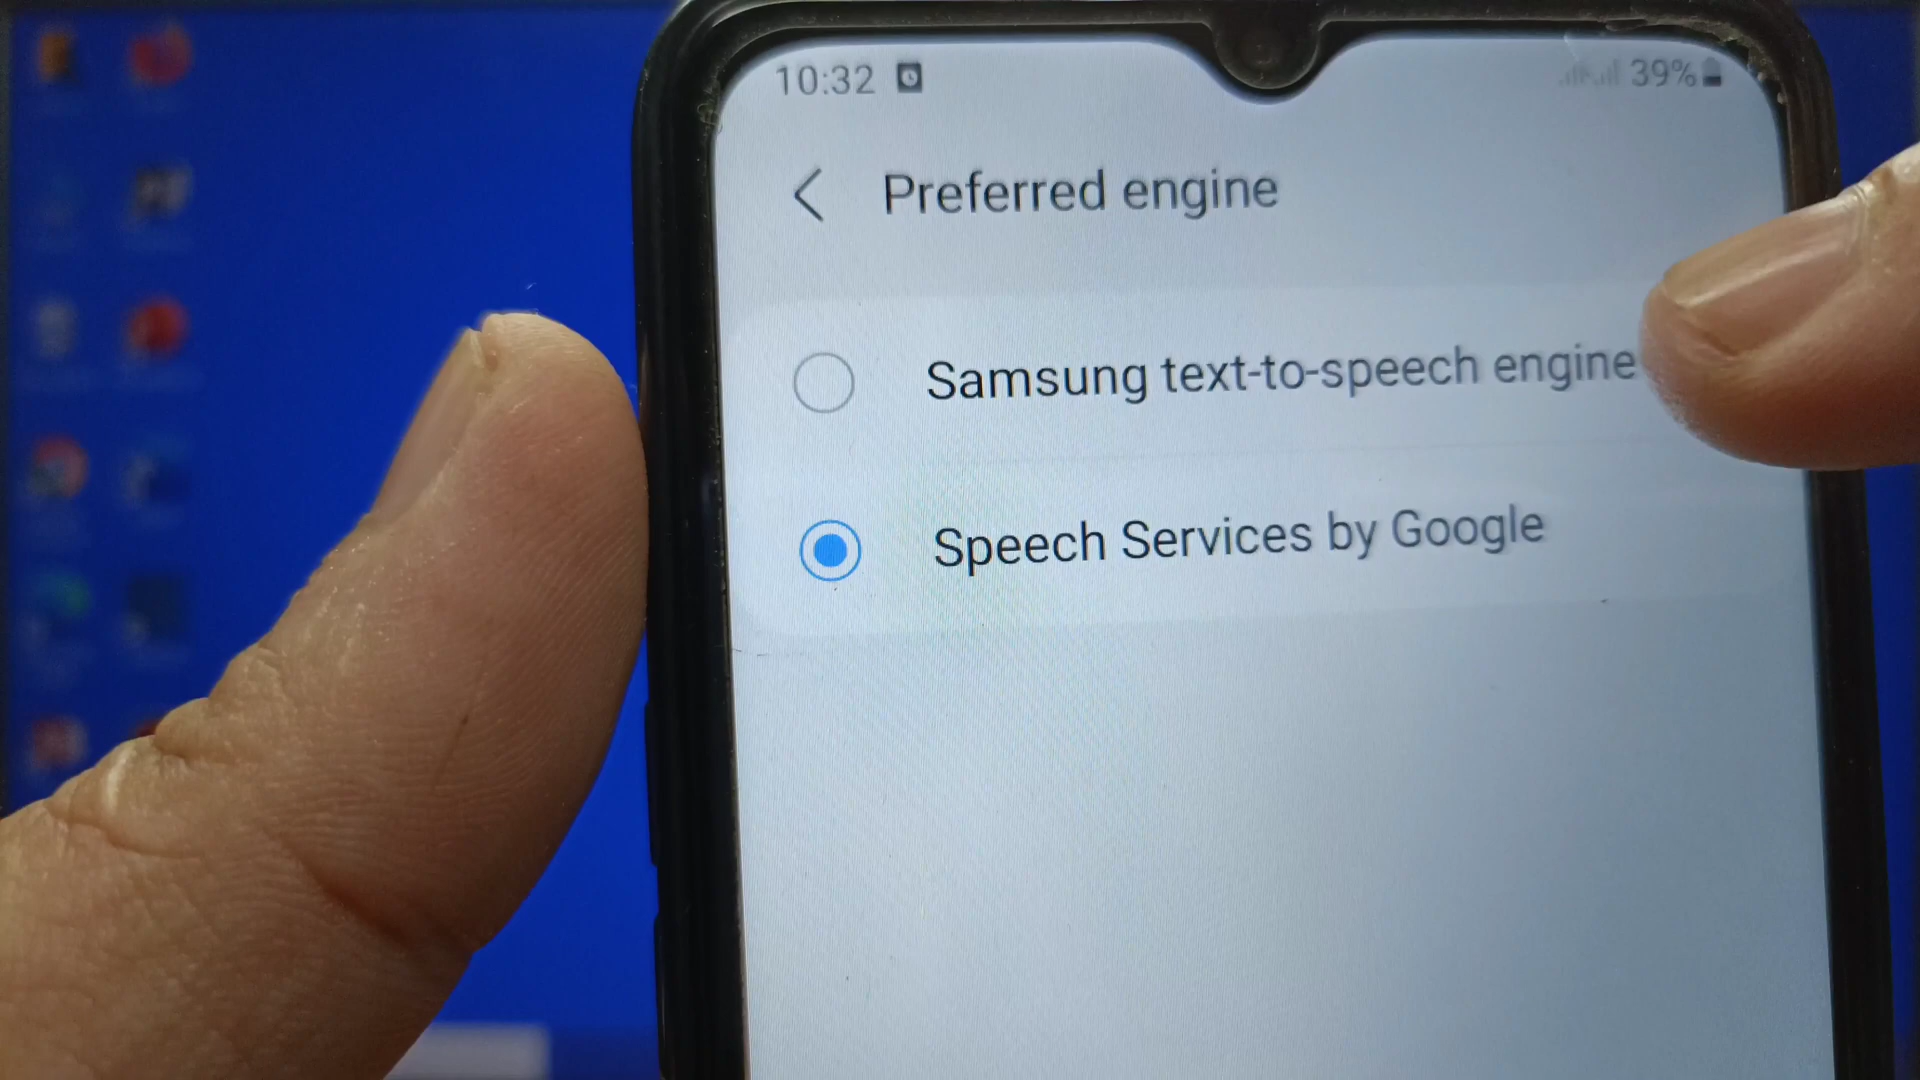 10:32
39%
Preferred engine
Samsung text-to-speech engine
Speech Services by Google